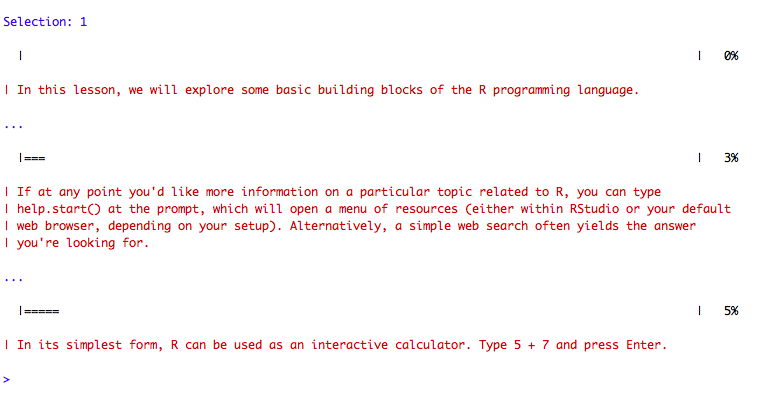 Selection: 1
| | 0%
| In this lesson, we will explore some basic building blocks of the R programming language.
...
|=== | 3%
| If at any point you'd like more information on a particular topic related to R, you can type
| help.start() at the prompt, which will open a menu of resources (either within RStudio or your default
| web browser, depending on your setup). Alternatively, a simple web search often yields the answer
| you're looking for.
...
|===== | 5%
| In its simplest form, R can be used as an interactive calculator. Type 5 + 7 and press Enter.
>